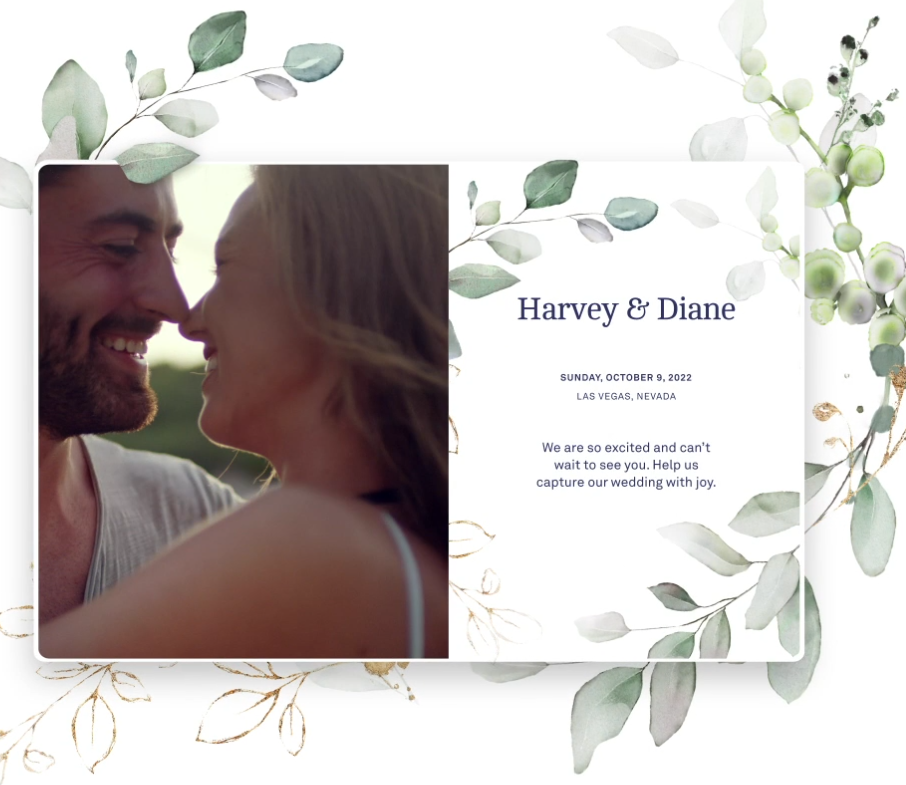 Harvey & Diane
SUNDAY, OCTOBER 9, 2022
LAS VEGAS, NEVADA
We are so excited and can't
wait to see you. Help us
capture our wedding with joy.